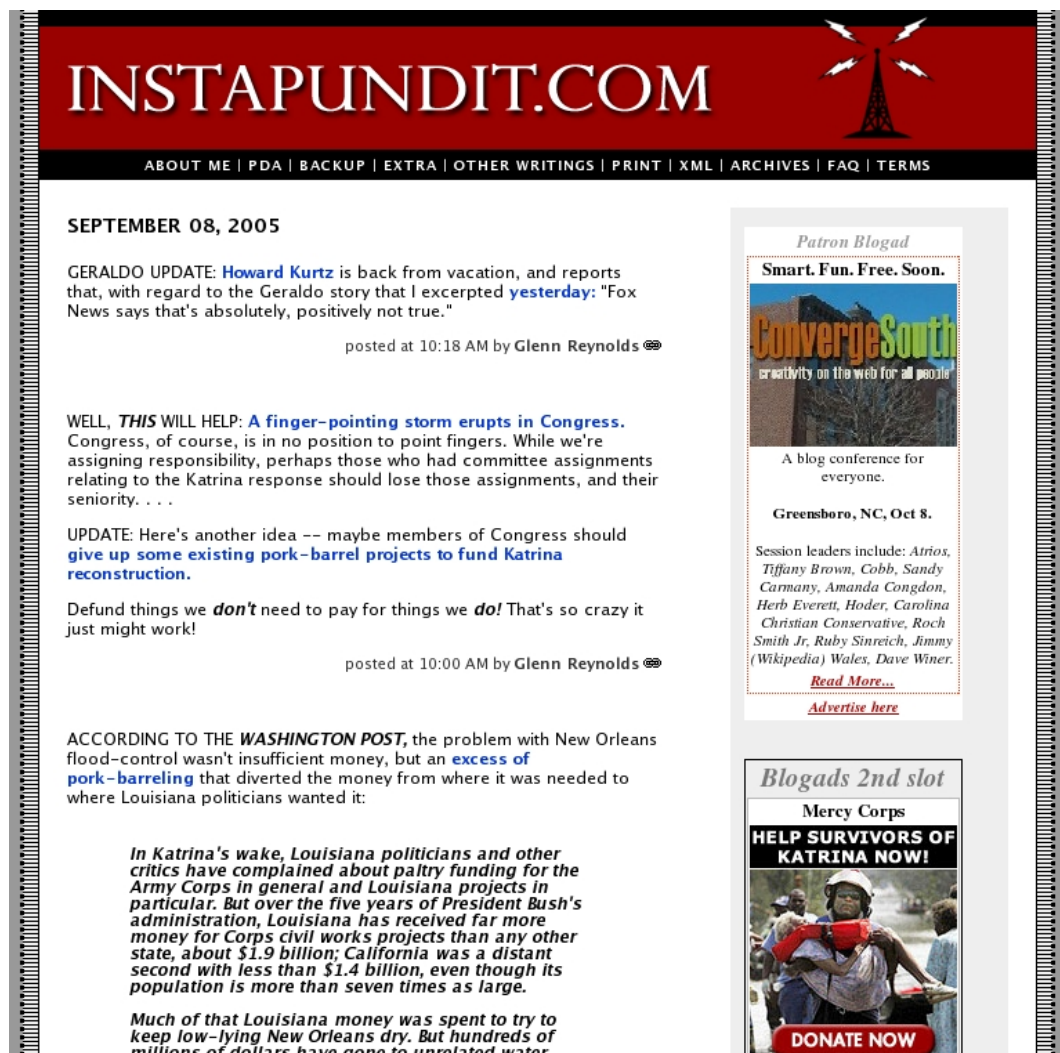 INSTAPUNDIT.COM
ABOUT ME | PDA | BACKUP | EXTRA | OTHER WRITINGS | PRINT | XML | ARCHIVES | FAQ | TERMS
SEPTEMBER 08, 2005
GERALDO UPDATE: Howard Kurtz is back from vacation, and reports
that, with regard to the Geraldo story that I excerpted yesterday: "Fox
News says that's absolutely, positively not true."
posted at 10:18 AM by Glenn Reynolds
WELL, THIS WILL HELP: A finger-pointing storm erupts in Congress.
Congress, of course, is in no position to point fingers. While we're
assigning responsibility, perhaps those who had committee assignments
relating to the Katrina response should lose those assignments, and their
seniority. . . .
UPDATE: Here's another idea -- maybe members of Congress should
give up some existing pork-barrel projects to fund Katrina
reconstruction.
Defund things we don't need to pay for things we do! That's so crazy it
just might work!
posted at 10:00 AM by Glenn Reynolds
ACCORDING TO THE WASHINGTON POST, the problem with New Orleans
flood-control wasn't insufficient money, but an excess of
pork-barreling that diverted the money from where it was needed to
where Louisiana politicians wanted it:
In Katrina's wake, Louisiana politicians and other
critics have complained about paltry funding for the
Army Corps in general and Louisiana projects in
particular. But over the five years of President Bush's
administration, Louisiana has received far more
money for Corps civil works projects than any other
state, about $1.9 billion; California was a distant
second with less than $1.4 billion, even though its
population is more than seven times as large.
Much of that Louisiana money was spent to try to
keep low-lying New Orleans dry. But hundreds of
millions of dollars have gone to unrelated water
Patron Blogad
Smart. Fun. Free. Soon.
ConvergeSouth
creativity on the web for all people
A blog conference for
everyone.
Greensboro, NC, Oct 8.
Session leaders include: Atrios,
Tiffany Brown, Cobb, Sandy
Carmany, Amanda Congdon,
Herb Everett, Hoder, Carolina
Christian Conservative, Roch
Smith Jr, Ruby Sinreich, Jimmy
(Wikipedia) Wales, Dave Winer.
Read More...
Advertise here
Blogads 2nd slot
Mercy Corps
HELP SURVIVORS OF
KATRINA NOW!
DONATE NOW